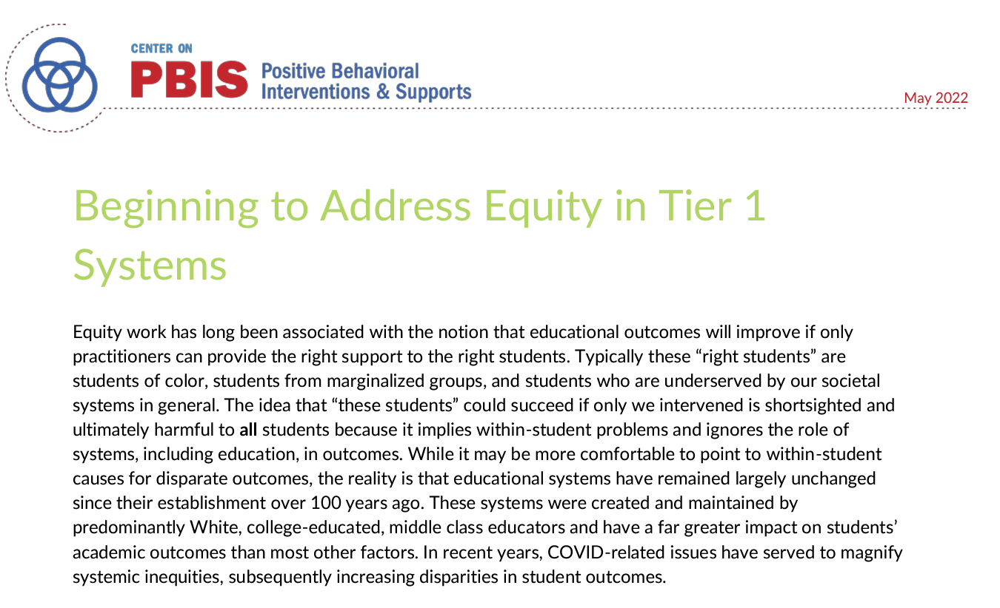 CENTER ON
PBIS Positive Behavioral
Interventions & Supports
May 2022
Beginning to Address Equity in Tier 1
Systems
Equity work has long been associated with the notion that educational outcomes will improve if only
practitioners can provide the right support to the right students. Typically these “right students” are
students of color, students from marginalized groups, and students who are underserved by our societal
systems in general. The idea that “these students” could succeed if only we intervened is shortsighted and
ultimately harmful to all students because it implies within-student problems and ignores the role of
systems, including education, in outcomes. While it may be more comfortable to point to within-student
causes for disparate outcomes, the reality is that educational systems have remained largely unchanged
since their establishment over 100 years ago. These systems were created and maintained by
predominantly White, college-educated, middle class educators and have a far greater impact on students’
academic outcomes than most other factors. In recent years, COVID-related issues have served to magnify
systemic inequities, subsequently increasing disparities in student outcomes.